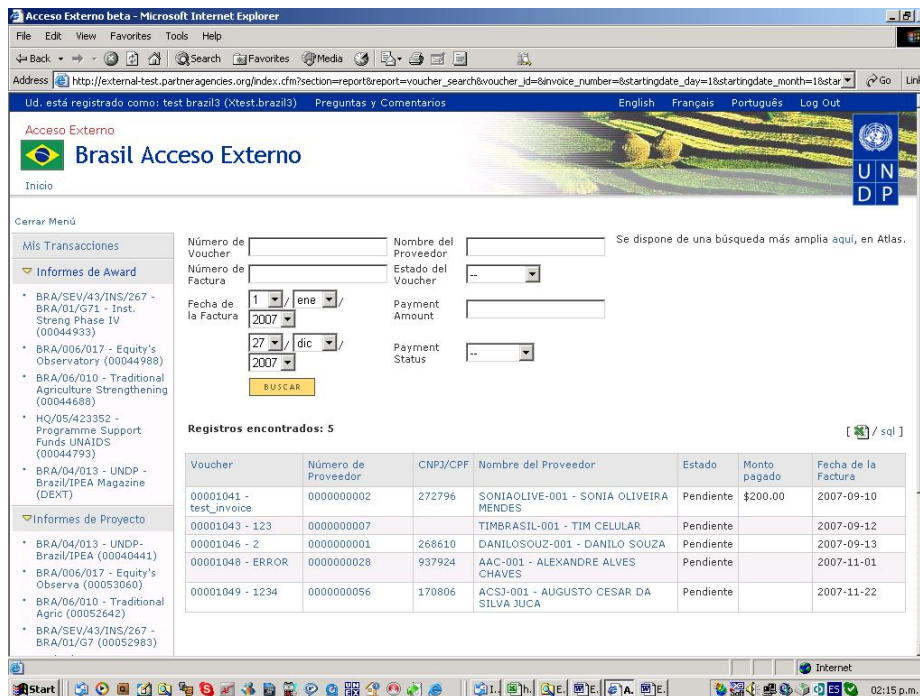 Acceso Externo beta - Microsoft Internet Explorer
File Edit View Favorites Tools Help
Back Search Favorites Media
Address http://external-test.partneragencies.org/index.cfm?section=report&report=voucher_search&voucher_id=&invoice_number=&startingdate_day=1&startingdate_month=1&star Go Link
Ud. está registrado como: test brazil3 (Xtest.brazil3) Preguntas y Comentarios English Français Português Log Out
Acceso Externo
Brasil Acceso Externo
U N
D P
Inicio
Cerrar Menú
Mis Transacciones
Informes de Award
BRA/SEV/43/INS/267 -
BRA/01/G71 - Inst.
Streng Phase IV
(00044933)
BRA/006/017 - Equity's
Observatory (00044988)
BRA/06/010 - Traditional
Agriculture Strengthening
(00044688)
HQ/05/423352 -
Programme Support
Funds UNAIDS
(00044793)
BRA/04/013 - UNDP -
Brazil/IPEA Magazine
(DEXT)
Informes de Proyecto
BRA/04/013 - UNDP-
Brazil/IPEA (00040441)
BRA/006/017 - Equity's
Observa (00053060)
BRA/06/010 - Traditional
Agric (00052642)
BRA/SEV/43/INS/267 -
BRA/01/G7 (00052983)
Número de
Voucher
Nombre del
Proveedor
Se dispone de una búsqueda más amplia aquí, en Atlas.
Número de
Factura
Estado del
Voucher
--
Fecha de
la Factura
1 / ene /
2007
Payment
Amount
27 / dic /
2007
Payment
Status
--
BUSCAR
Registros encontrados: 5
[ / sql ]
Voucher Número de Proveedor CNPJ/CPF Nombre del Proveedor Estado Monto pagado Fecha de la Factura
00001041 - test_invoice 0000000002 272796 SONIAOLIVE-001 - SONIA OLIVEIRA MENDES Pendiente $200.00 2007-09-10
00001043 - 123 0000000007 TIMBRASIL-001 - TIM CELULAR Pendiente 2007-09-12
00001046 - 2 0000000001 268610 DANILOSOUZ-001 - DANILO SOUZA Pendiente 2007-09-13
00001048 - ERROR 0000000028 937924 AAC-001 - ALEXANDRE ALVES CHAVES Pendiente 2007-11-01
00001049 - 1234 0000000056 170806 ACSJ-001 - AUGUSTO CESAR DA SILVA JUCA Pendiente 2007-11-22
Internet
Start I... h. E. E. A. E. ES 02:15 p.m.